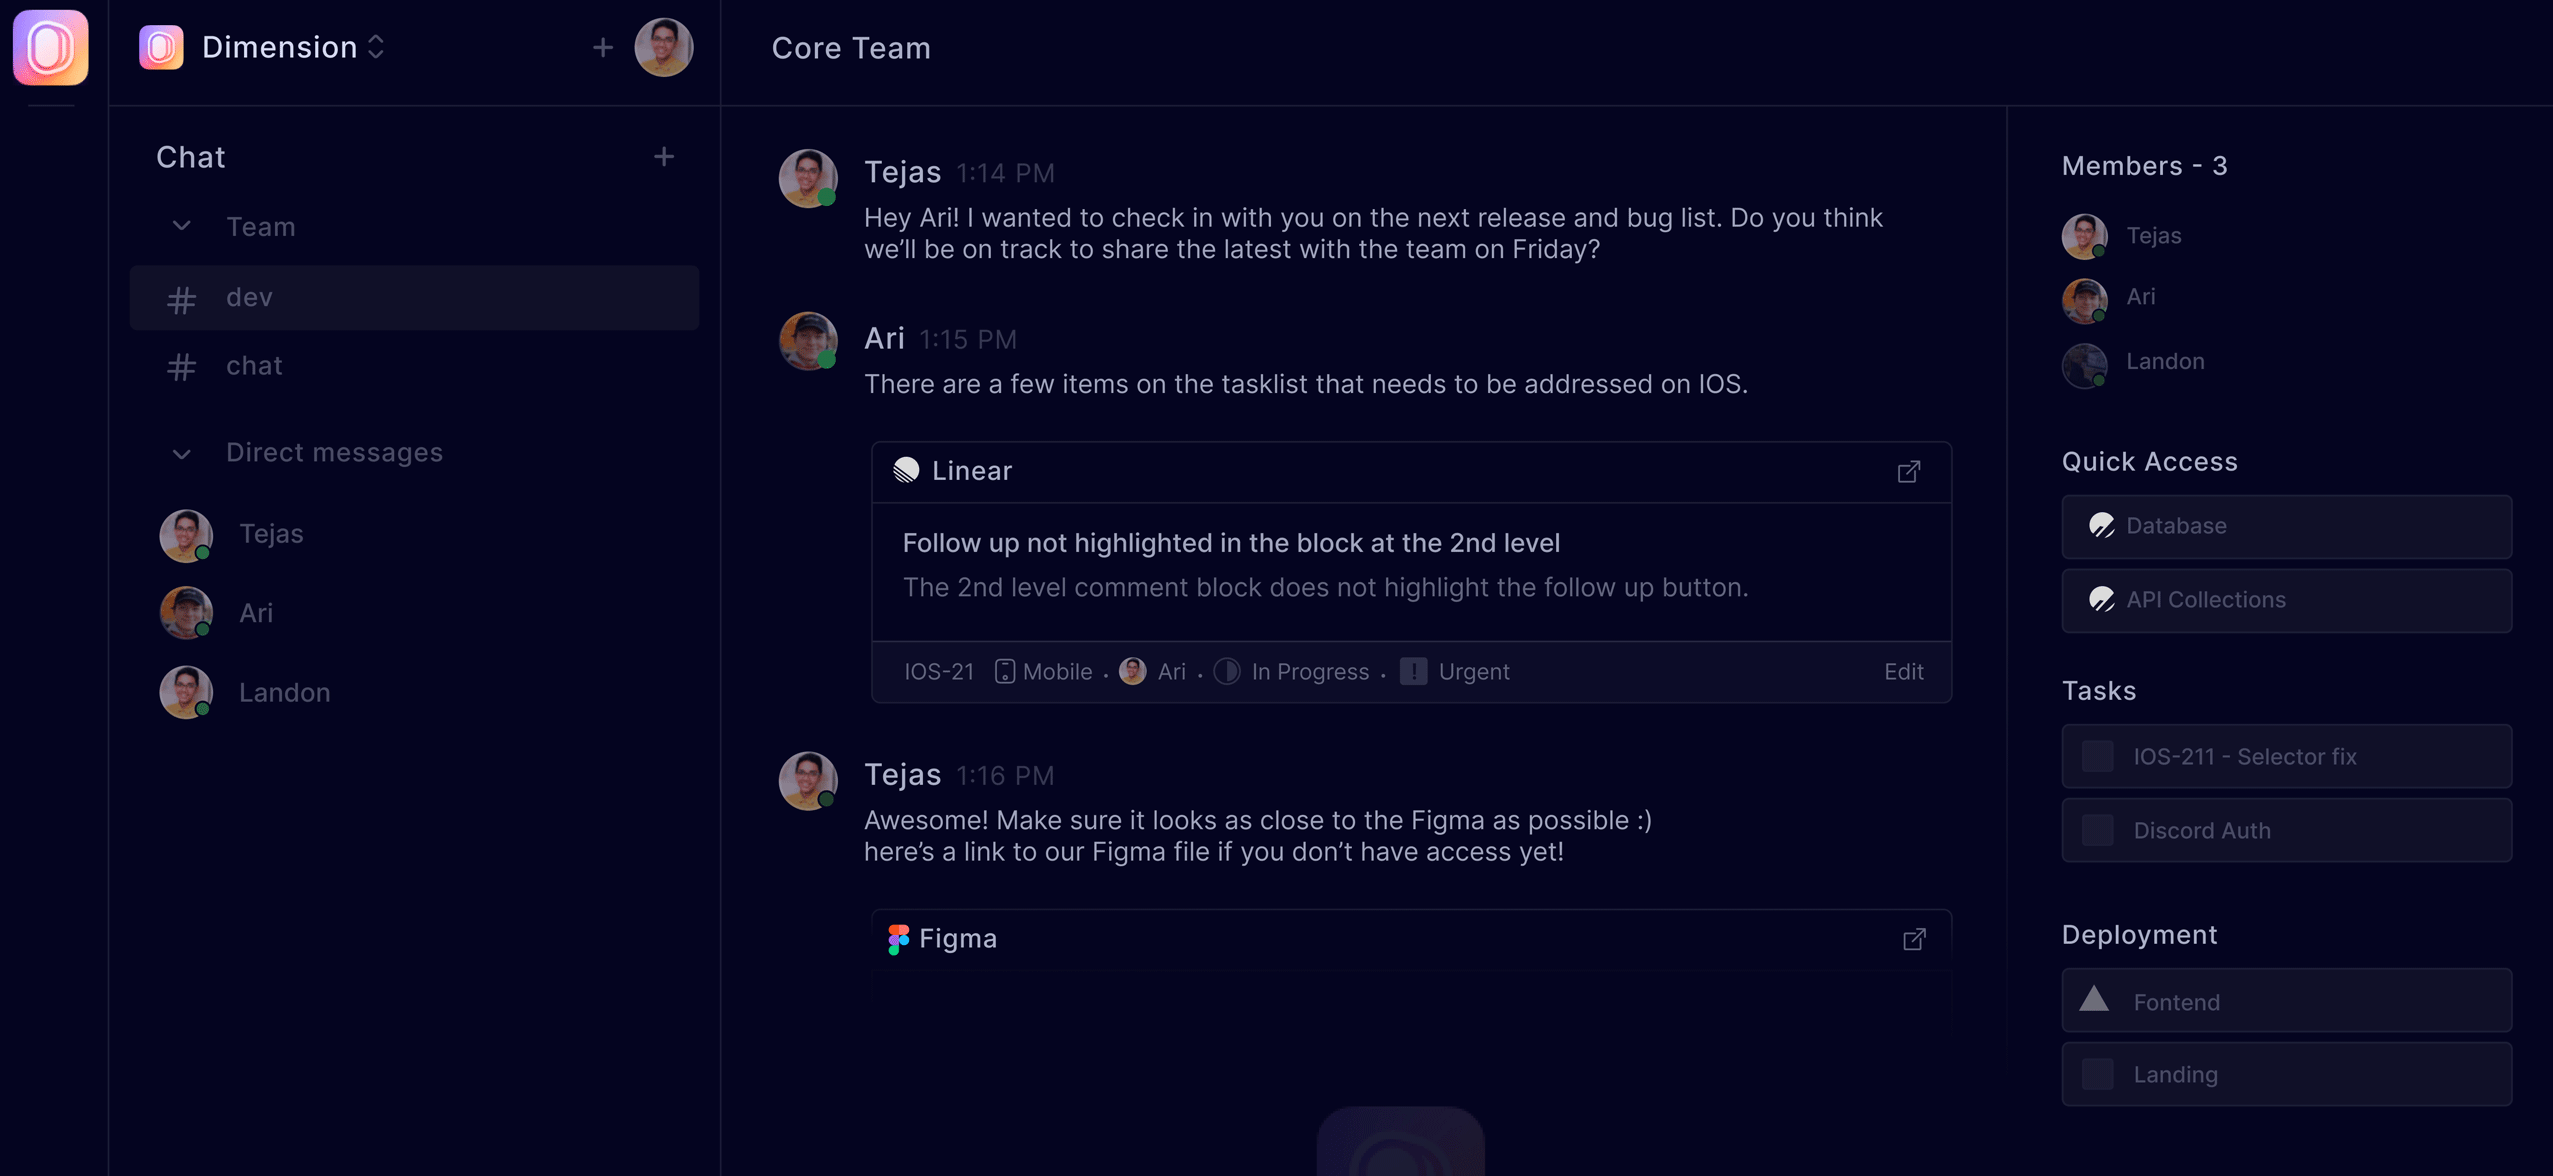 Dimension
Chat
Team
# dev
# chat
Direct messages
Tejas
Ari
Landon
Core Team
Tejas 1:14 PM
Hey Ari! I wanted to check in with you on the next release and bug list. Do you think
we’ll be on track to share the latest with the team on Friday?
Ari 1:15 PM
There are a few items on the tasklist that needs to be addressed on IOS.
Linear
Follow up not highlighted in the block at the 2nd level
The 2nd level comment block does not highlight the follow up button.
IOS-21 Mobile . Ari . In Progress . ! Urgent Edit
Tejas 1:16 PM
Awesome! Make sure it looks as close to the Figma as possible :)
here’s a link to our Figma file if you don’t have access yet!
Figma
Members - 3
Tejas
Ari
Landon
Quick Access
Database
API Collections
Tasks
IOS-211 - Selector fix
Discord Auth
Deployment
Fontend
Landing